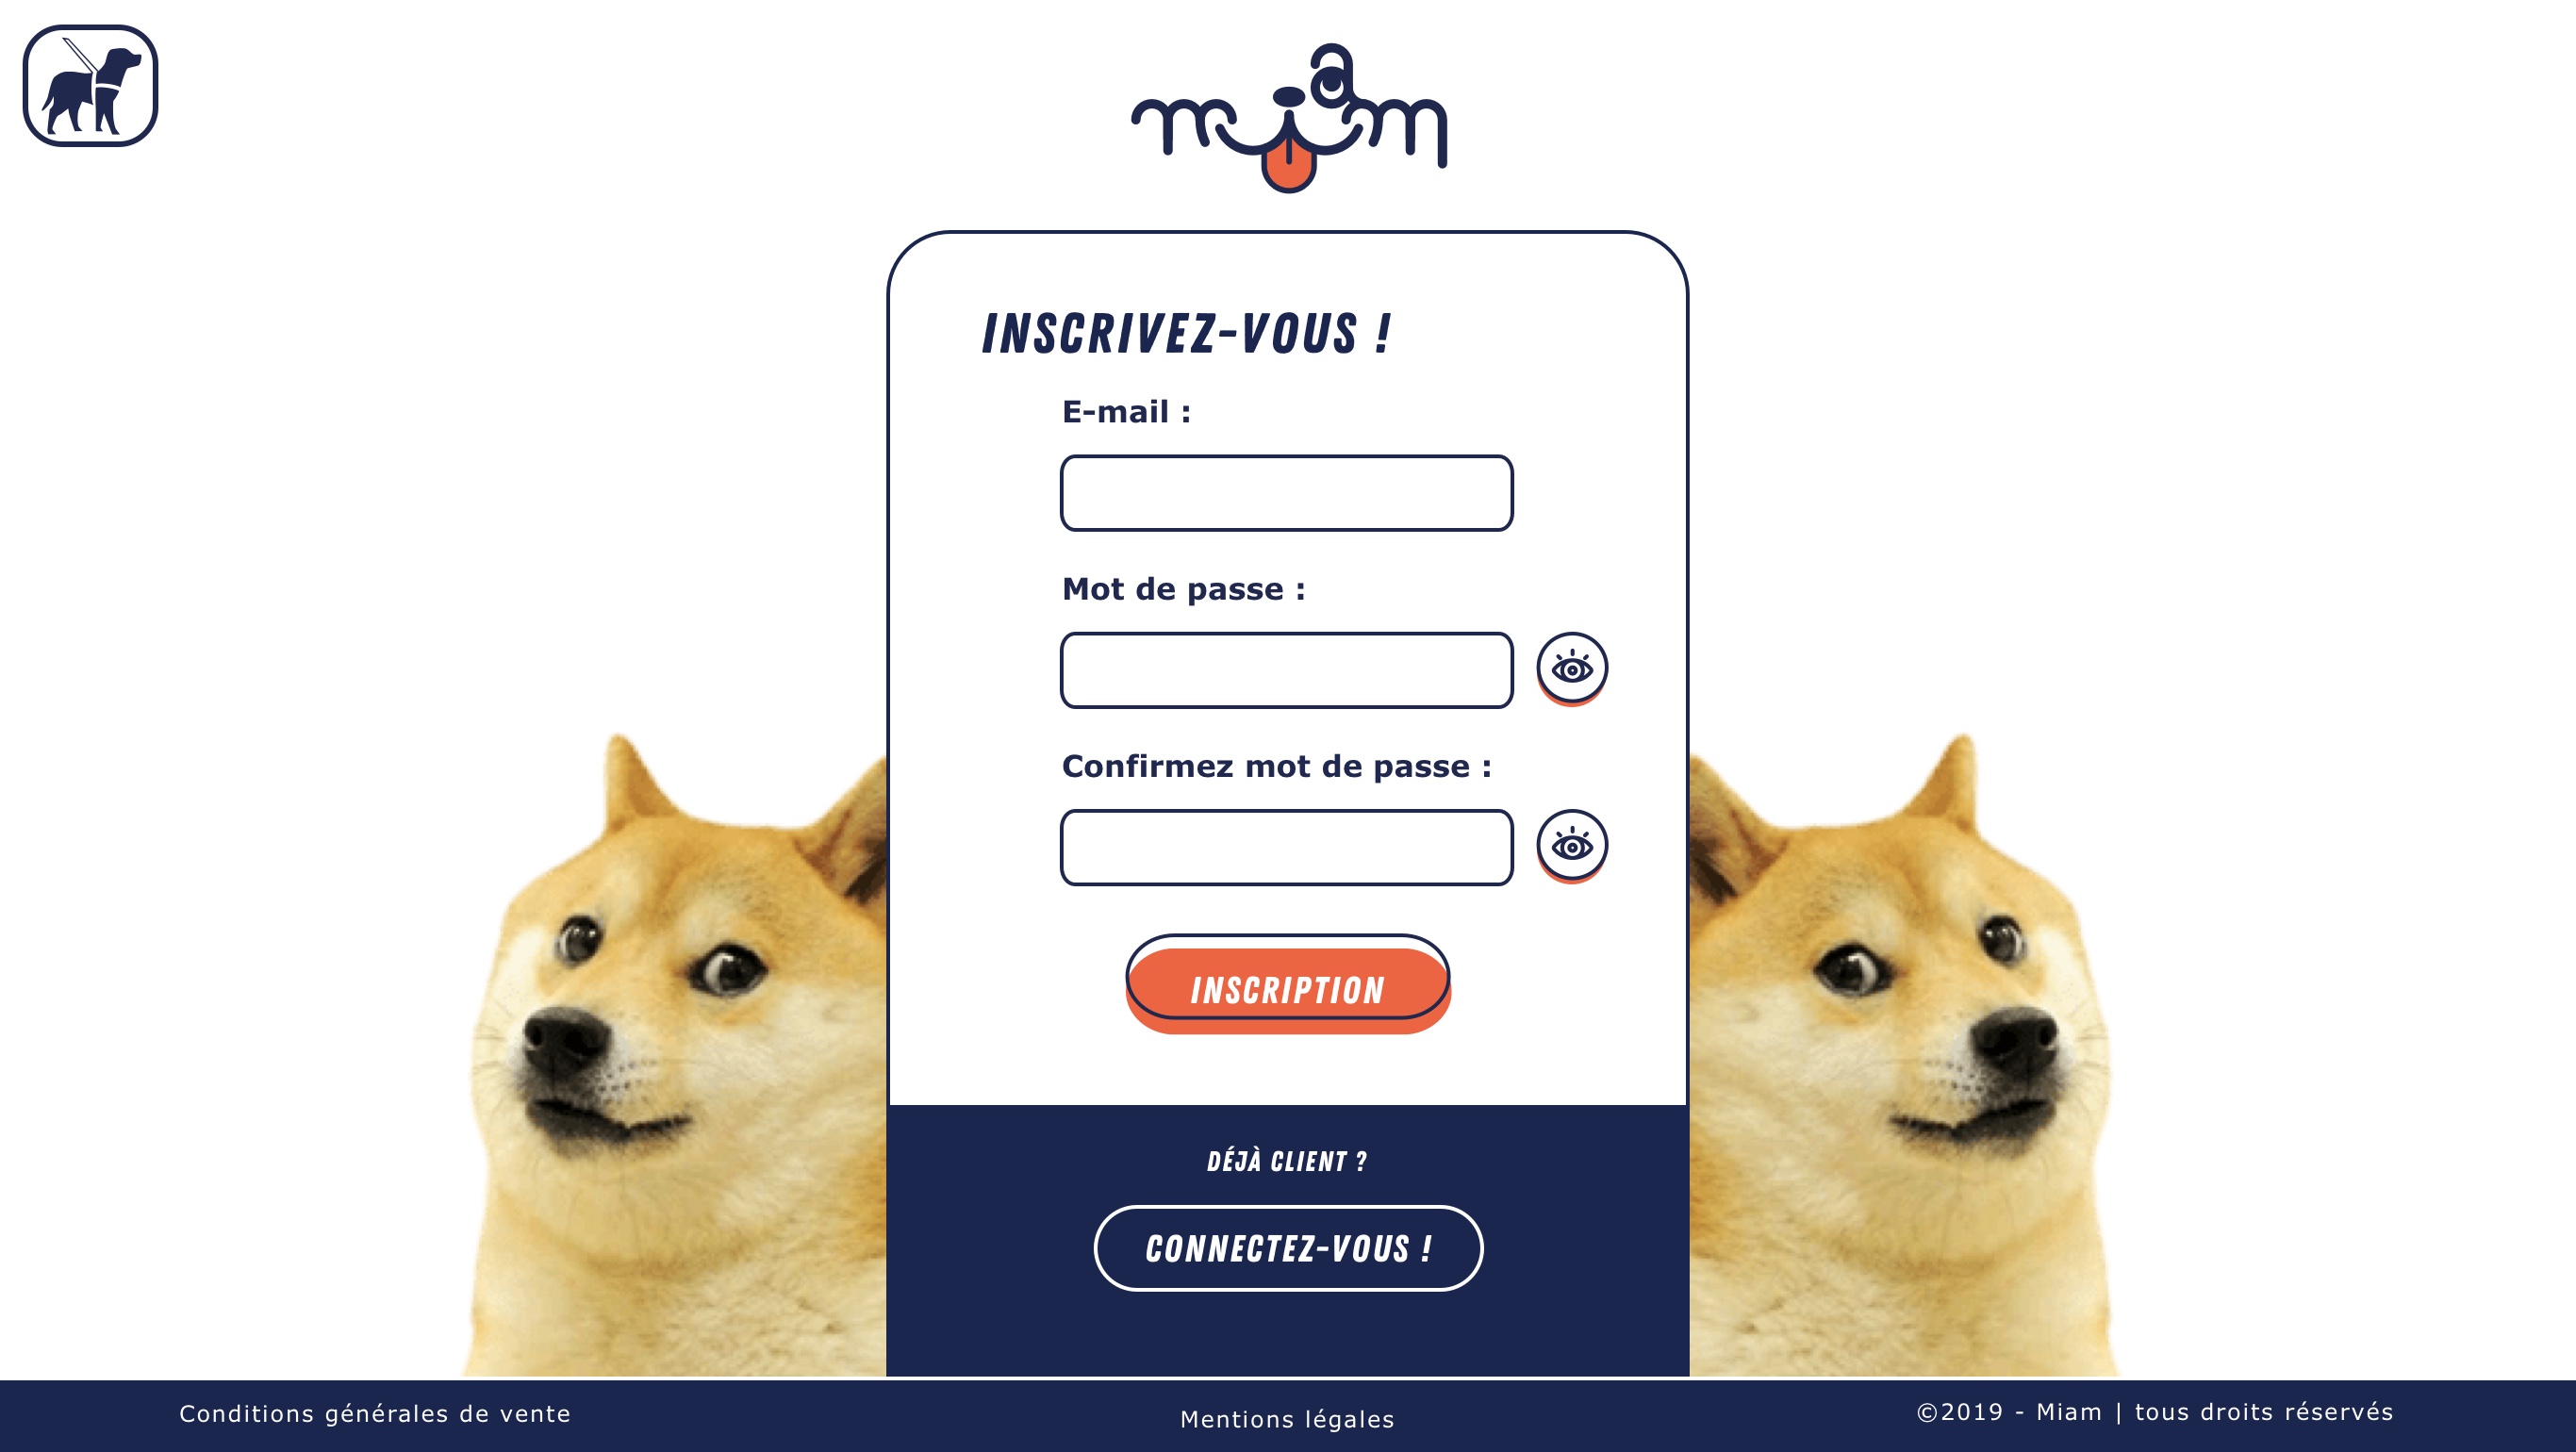 miam
INSCRIVEZ-VOUS !
E-mail :
Mot de passe :
Confirmez mot de passe :
INSCRIPTION
DÉJÀ CLIENT ?
CONNECTEZ-VOUS !
Conditions générales de vente
Mentions légales
©2019 - Miam | tous droits réservés